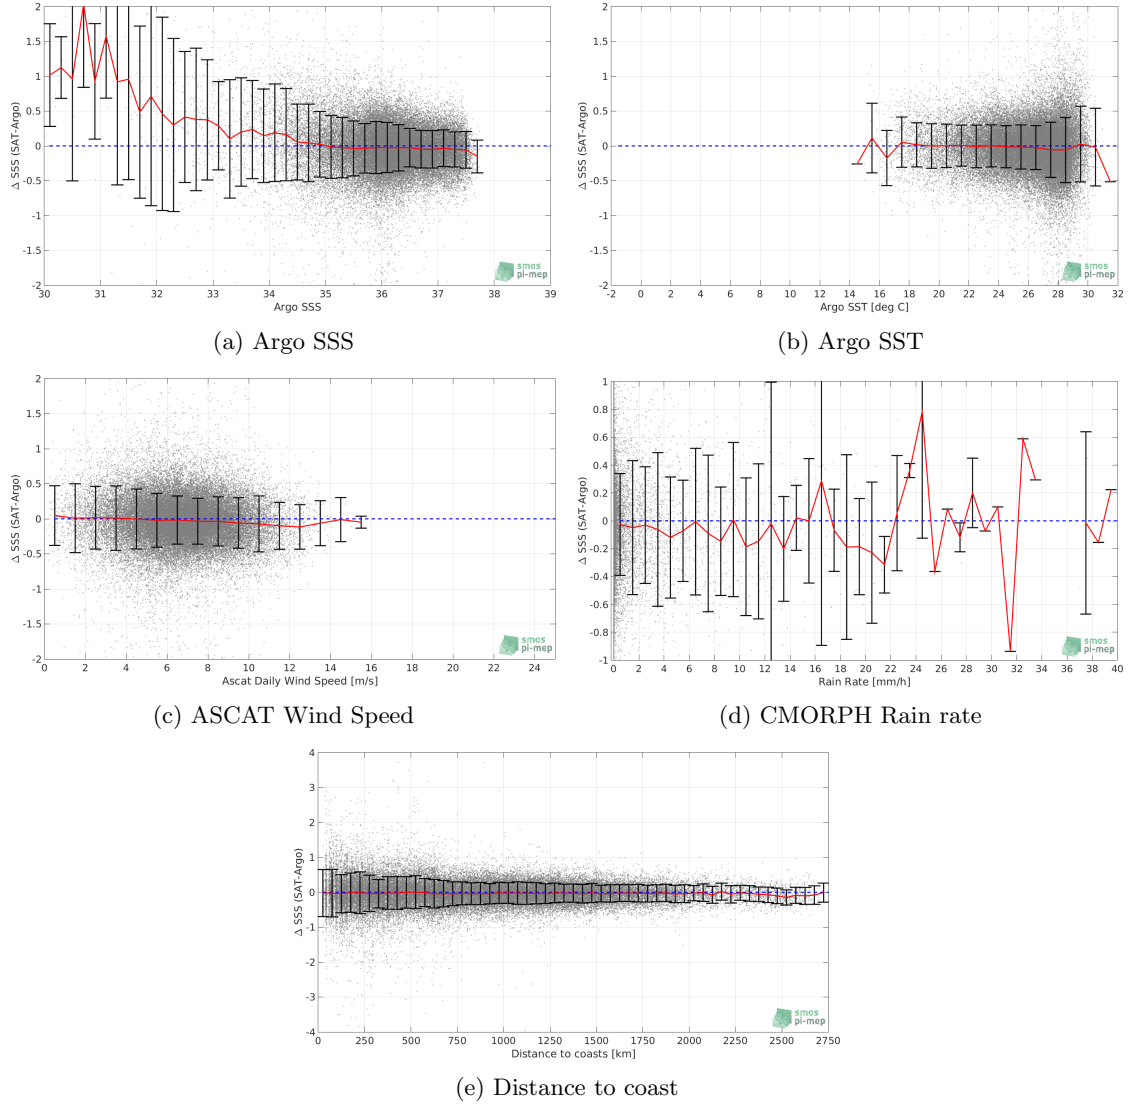 2
1.5
1
0.5
0
-0.5
-1
-1.5
-2
Δ SSS (SAT-Argo)
30 31 32 33 34 35 36 37 38 39
Argo SSS
smos
pi-mep
(a) Argo SSS
2
1.5
1
0.5
0
-0.5
-1
-1.5
-2
Δ SSS (SAT-Argo)
-2 0 2 4 6 8 10 12 14 16 18 20 22 24 26 28 30 32
Argo SST [deg C]
smos
pi-mep
(b) Argo SST
2
1.5
1
0.5
0
-0.5
-1
-1.5
-2
Δ SSS (SAT-Argo)
0 2 4 6 8 10 12 14 16 18 20 22 24
Ascat Daily Wind Speed [m/s]
smos
pi-mep
(c) ASCAT Wind Speed
1
0.8
0.6
0.4
0.2
0
-0.2
-0.4
-0.6
-0.8
-1
Δ SSS (SAT-Argo)
0 2 4 6 8 10 12 14 16 18 20 22 24 26 28 30 32 34 36 38 40
Rain Rate [mm/h]
smos
pi-mep
(d) CMORPH Rain rate
4
3
2
1
0
-1
-2
-3
-4
Δ SSS (SAT-Argo)
0 250 500 750 1000 1250 1500 1750 2000 2250 2500 2750
Distance to coasts [km]
smos
pi-mep
(e) Distance to coast